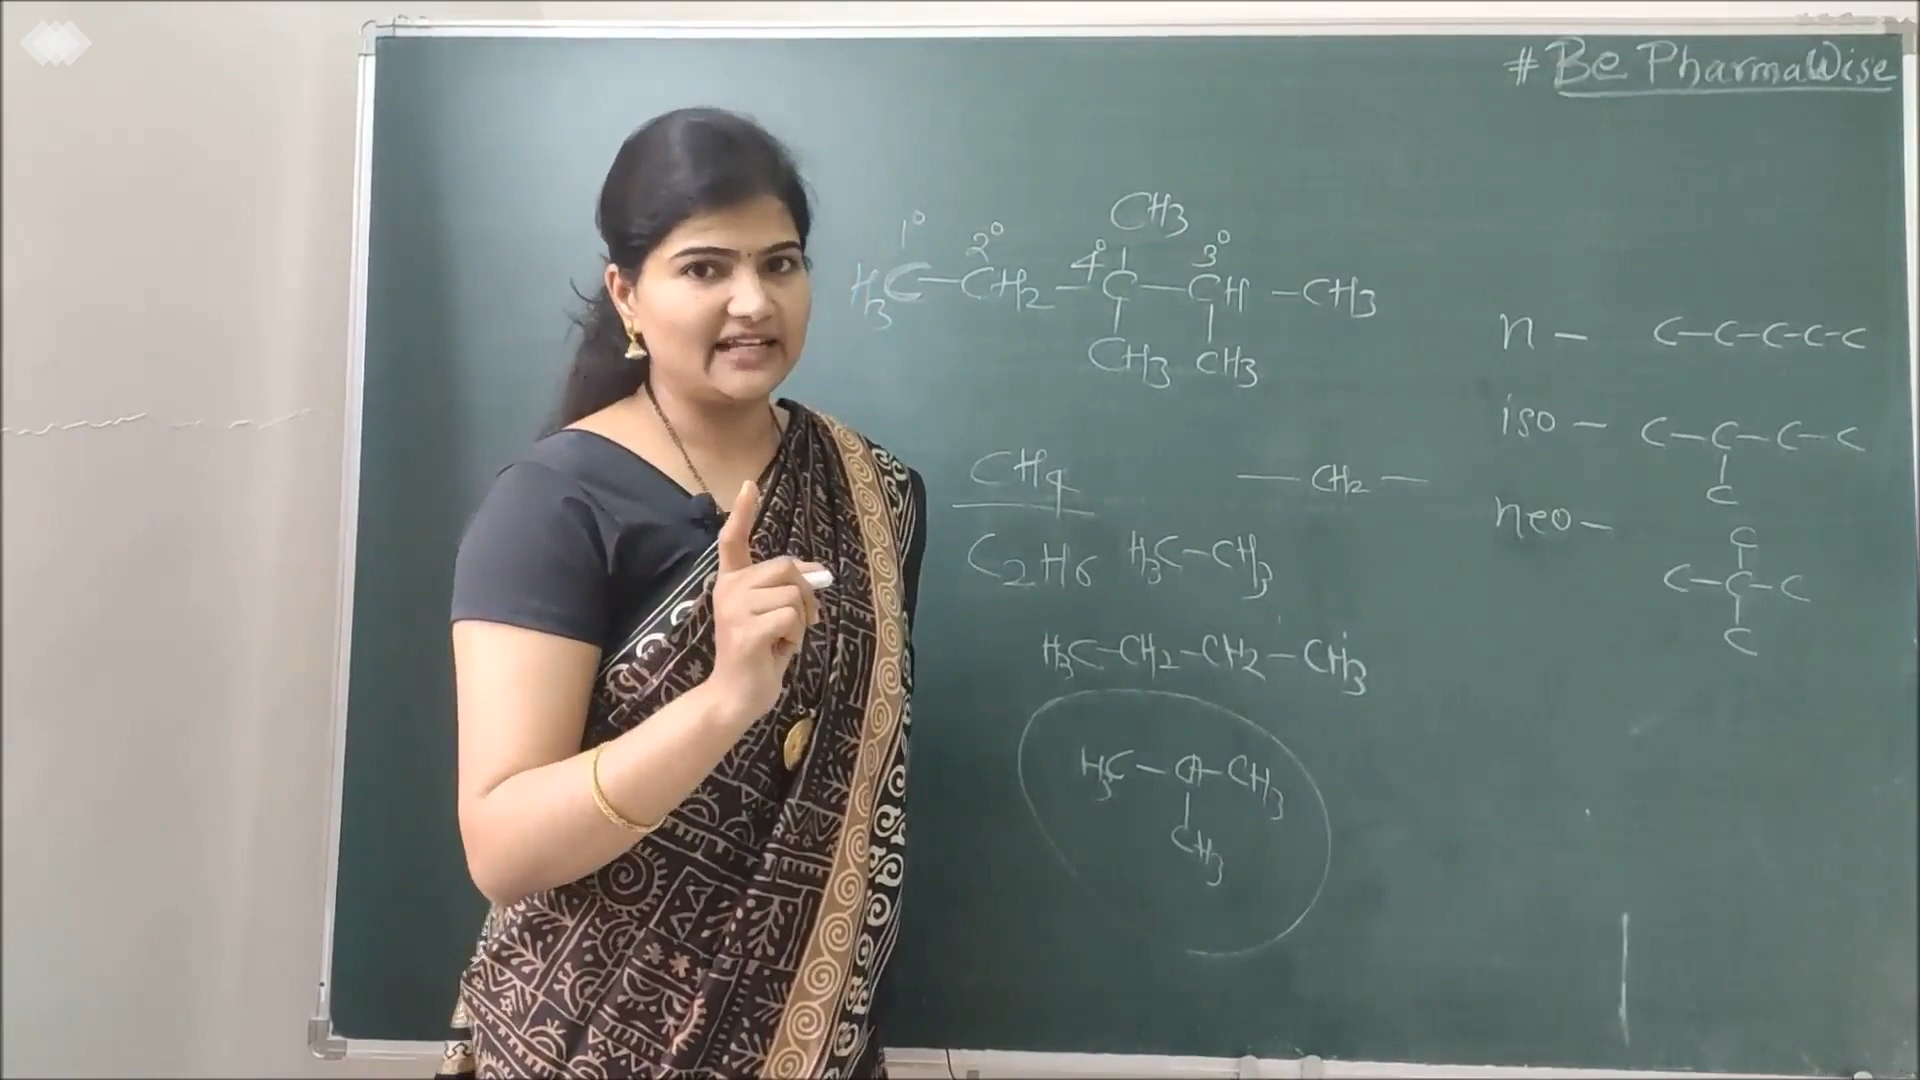 # Be PharmaWise
CH3
1° 2° 4° 3°
H3C-CH2-C-CH-CH3
CH3 CH3
n - C-C-C-C-C
iso - C-C-C-C
C
CH4
-CH2-
neo-
C
C-C-C
C
C2H6 H3C-CH3
H3C-CH2-CH2-CH3
H3C-CH-CH3
CH3